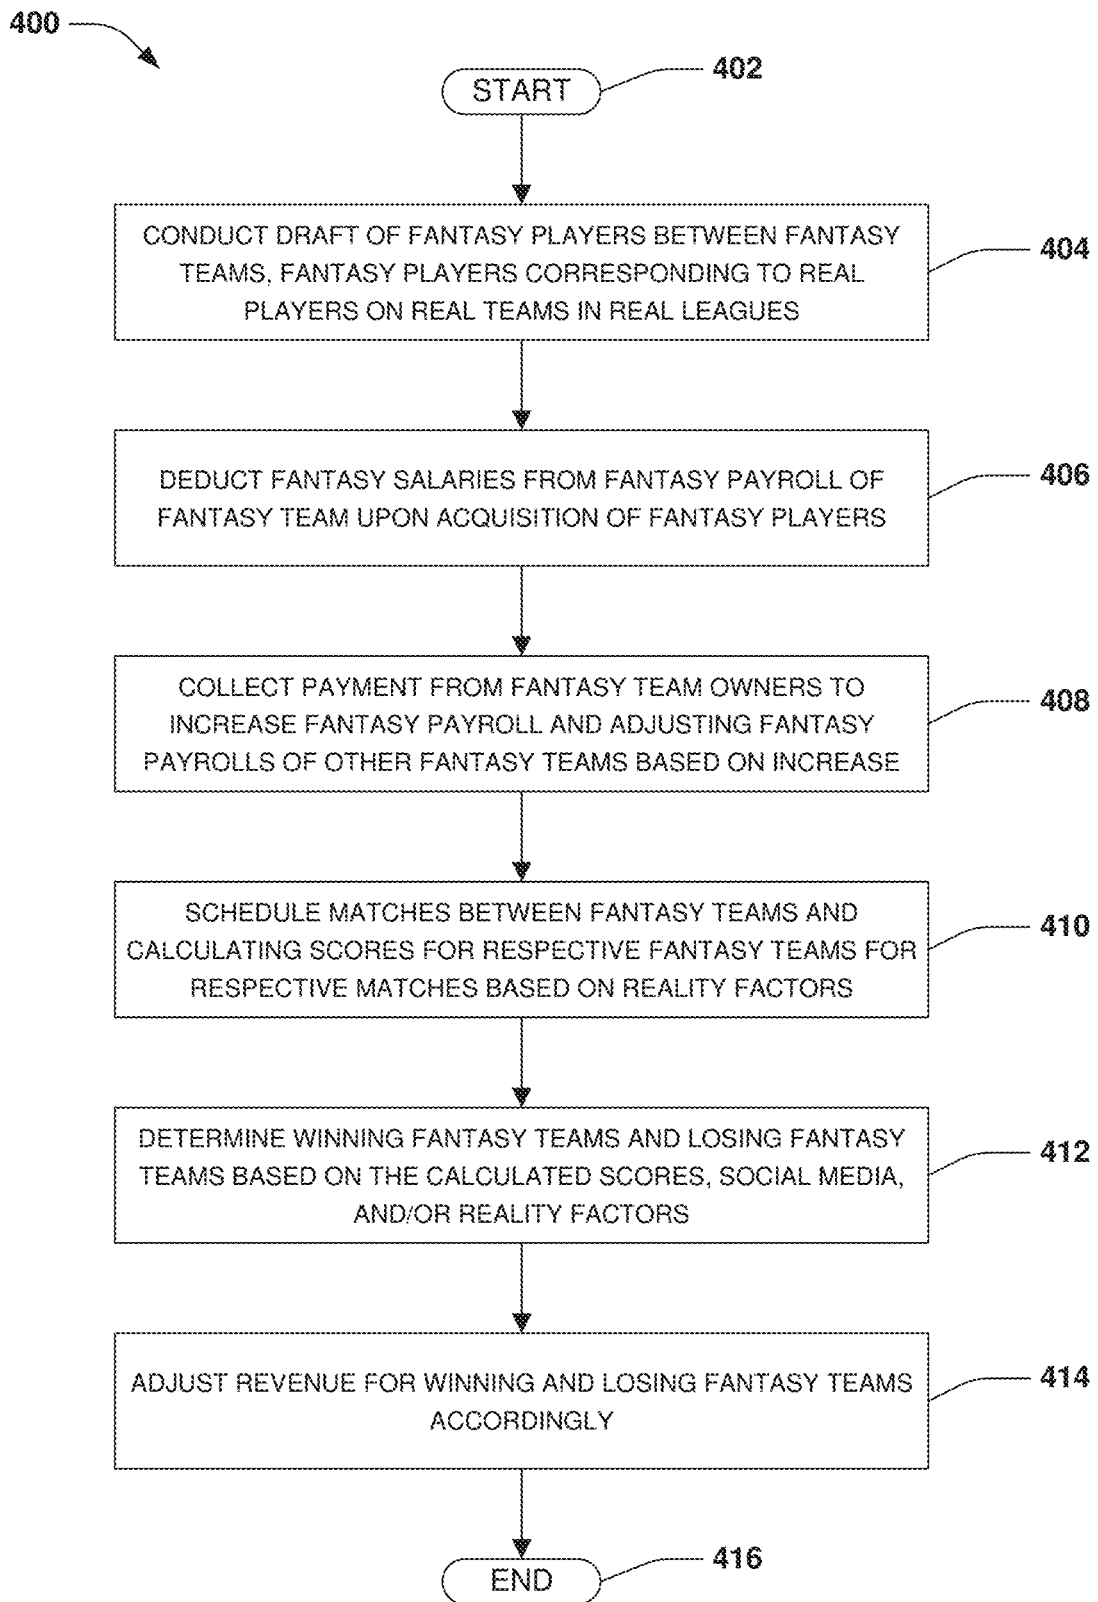 400
START
402
CONDUCT DRAFT OF FANTASY PLAYERS BETWEEN FANTASY
TEAMS, FANTASY PLAYERS CORRESPONDING TO REAL
PLAYERS ON REAL TEAMS IN REAL LEAGUES
404
DEDUCT FANTASY SALARIES FROM FANTASY PAYROLL OF
FANTASY TEAM UPON ACQUISITION OF FANTASY PLAYERS
406
COLLECT PAYMENT FROM FANTASY TEAM OWNERS TO
INCREASE FANTASY PAYROLL AND ADJUSTING FANTASY
PAYROLLS OF OTHER FANTASY TEAMS BASED ON INCREASE
408
SCHEDULE MATCHES BETWEEN FANTASY TEAMS AND
CALCULATING SCORES FOR RESPECTIVE FANTASY TEAMS FOR
RESPECTIVE MATCHES BASED ON REALITY FACTORS
410
DETERMINE WINNING FANTASY TEAMS AND LOSING FANTASY
TEAMS BASED ON THE CALCULATED SCORES, SOCIAL MEDIA,
AND/OR REALITY FACTORS
412
ADJUST REVENUE FOR WINNING AND LOSING FANTASY TEAMS
ACCORDINGLY
414
END
416